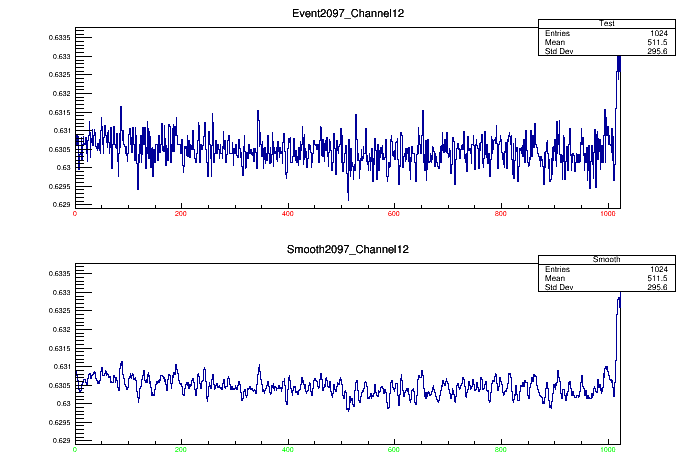 Event2097_Channel12
Test
Entries 1024
Mean 511.5
Std Dev 295.6
0.6335
0.633
0.6325
0.632
0.6315
0.631
0.6305
0.63
0.6295
0.629
0 200 400 600 800 1000
Smooth2097_Channel12
Smooth
Entries 1024
Mean 511.5
Std Dev 295.6
0.6335
0.633
0.6325
0.632
0.6315
0.631
0.6305
0.63
0.6295
0.629
0 200 400 600 800 1000